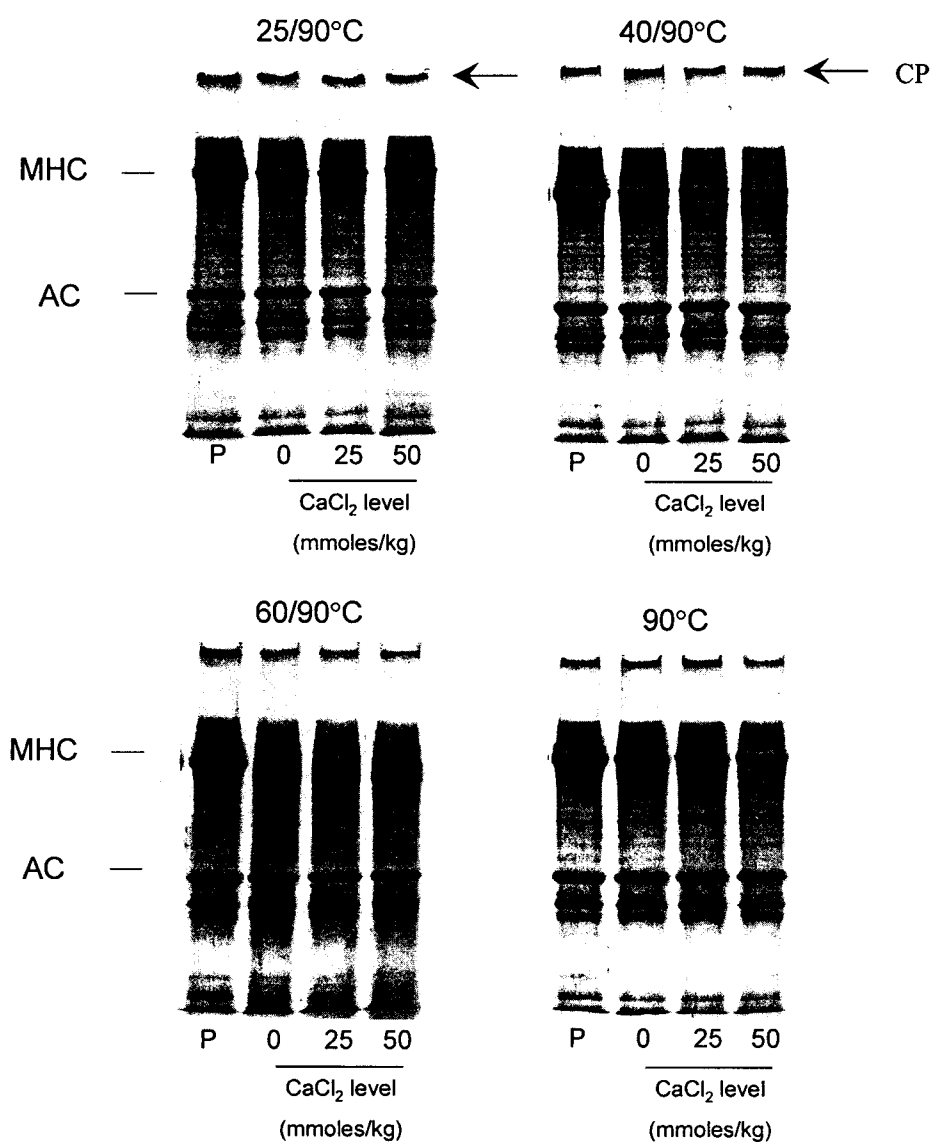 25/90°C
40/90°C
CP
MHC
AC
P 0 25 50
CaCl₂ level
(mmoles/kg)
P 0 25 50
CaCl₂ level
(mmoles/kg)
60/90°C
90°C
MHC
AC
P 0 25 50
CaCl₂ level
(mmoles/kg)
P 0 25 50
CaCl₂ level
(mmoles/kg)